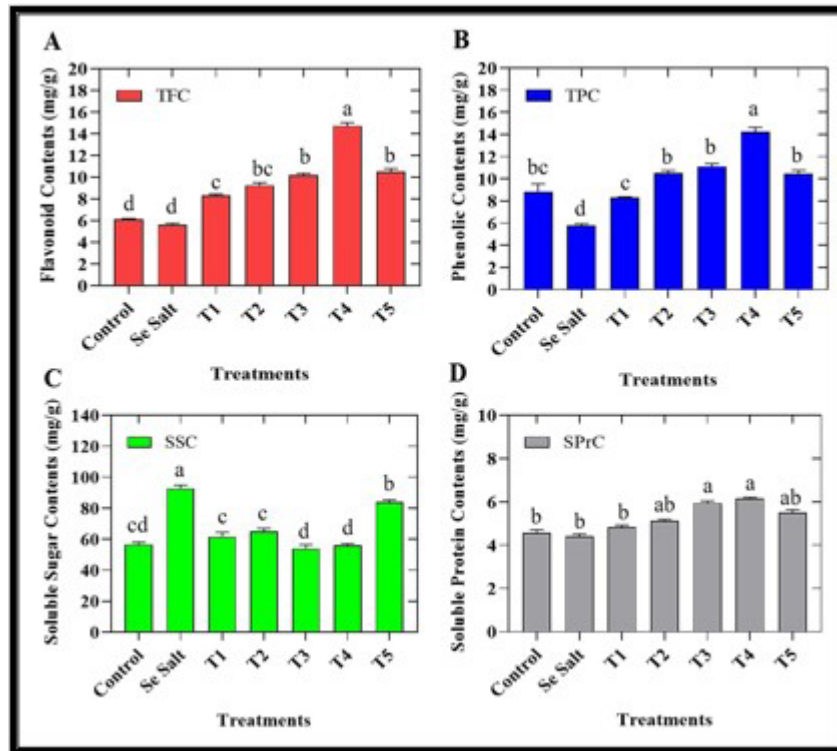 A
Flavonoid Contents (mg/g)
20
18
16
14
12
10
8
6
4
2
0
TFC
d
d
c
bc
b
a
b
Control
Se Salt
T1
T2
T3
T4
T5
Treatments
B
Phenolic Contents (mg/g)
20
18
16
14
12
10
8
6
4
2
0
TPC
bc
d
c
b
b
a
b
Control
Se Salt
T1
T2
T3
T4
T5
Treatments
C
Soluble Sugar Contents (mg/g)
140
120
100
80
60
40
20
0
SSC
cd
a
c
c
d
d
b
Control
Se Salt
T1
T2
T3
T4
T5
Treatments
D
Soluble Protein Contents (mg/g)
10
8
6
4
2
0
SPrC
b
b
b
ab
a
a
ab
Control
Se Salt
T1
T2
T3
T4
T5
Treatments